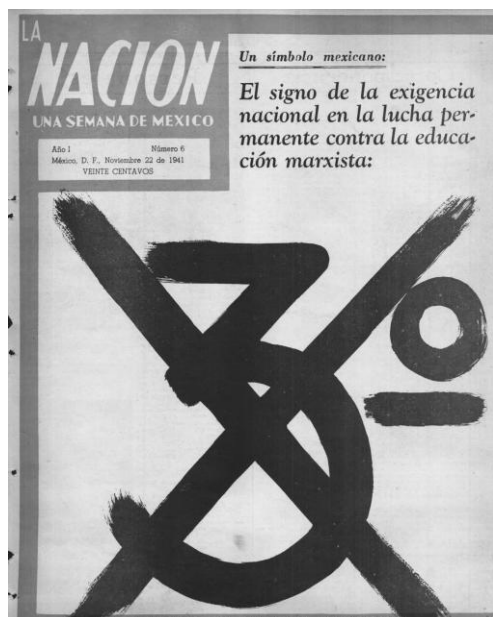 LA
NACION
UNA SEMANA DE MEXICO
Año I Número 6
México, D. F., Noviembre 22 de 1941
VEINTE CENTAVOS
Un símbolo mexicano:
El signo de la exigencia
nacional en la lucha per-
manente contra la educa-
ción marxista:
3º